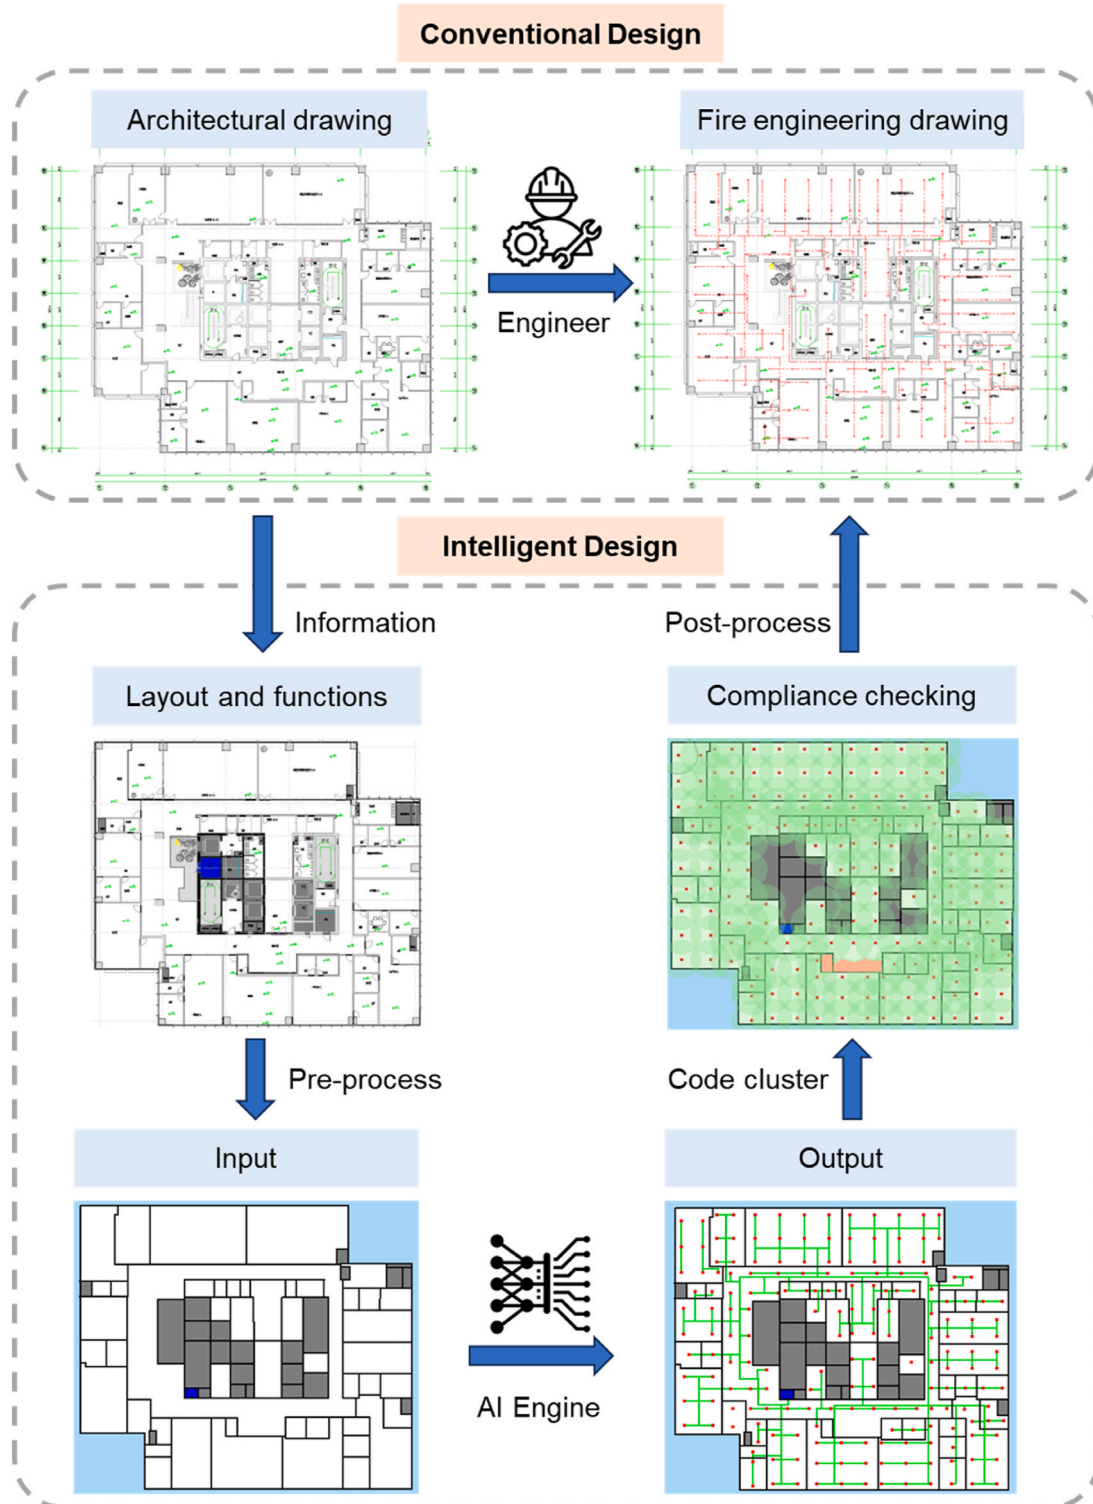 Conventional Design
Architectural drawing
Fire engineering drawing
Engineer
Intelligent Design
Information
Post-process
Layout and functions
Compliance checking
Pre-process
Code cluster
Input
Output
AI Engine